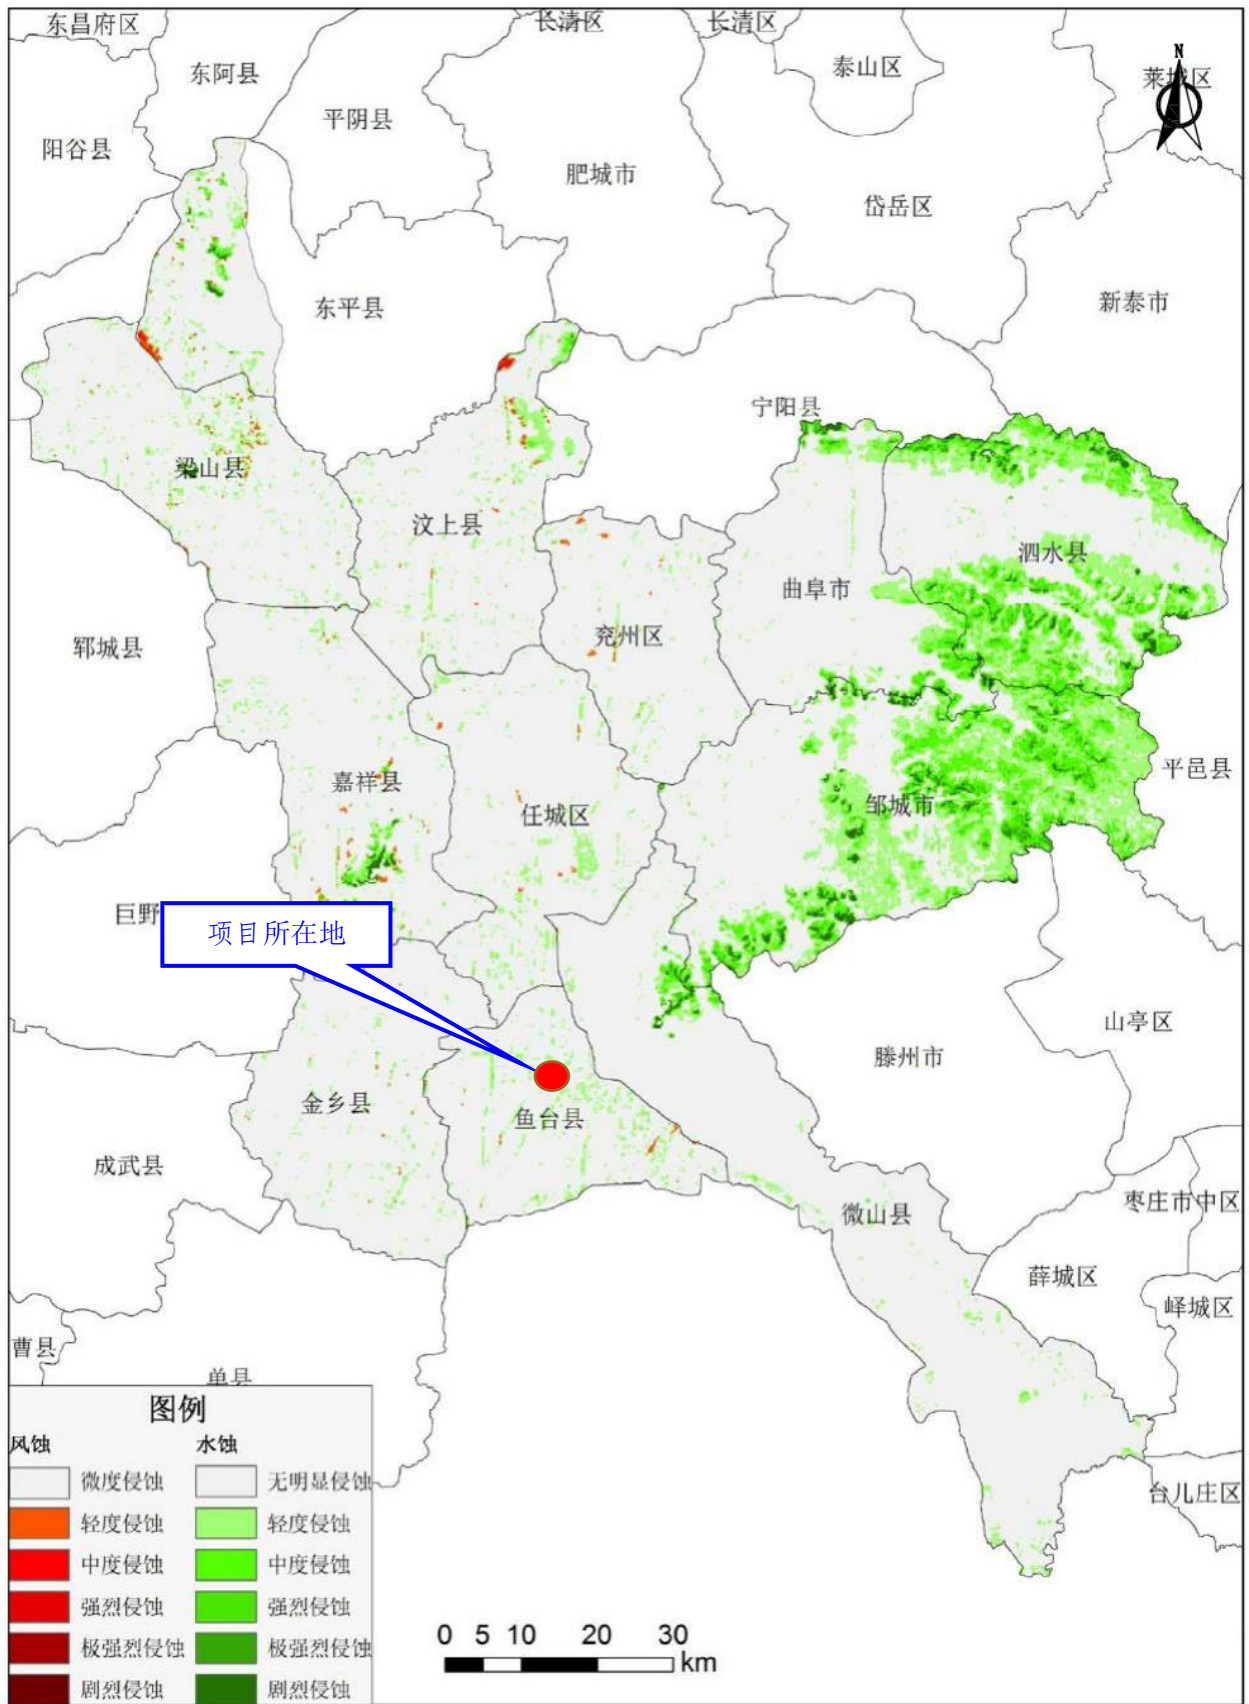 东昌府区
长清区
长清区
东阿县
泰山区
N
莱城区
平阴县
阳谷县
肥城市
岱岳区
东平县
新泰市
宁阳县
梁山县
汶上县
泗水县
曲阜市
兖州区
郓城县
嘉祥县
平邑县
任城区
邹城市
巨野
项目所在地
山亭区
滕州市
金乡县
鱼台县
成武县
枣庄市中区
微山县
薛城区
峄城区
曹县
单县
台儿庄区
图例
风蚀 水蚀
微度侵蚀 无明显侵蚀
轻度侵蚀 轻度侵蚀
中度侵蚀 中度侵蚀
强烈侵蚀 强烈侵蚀
极强烈侵蚀 极强烈侵蚀
剧烈侵蚀 剧烈侵蚀
0 5 10 20 30
km